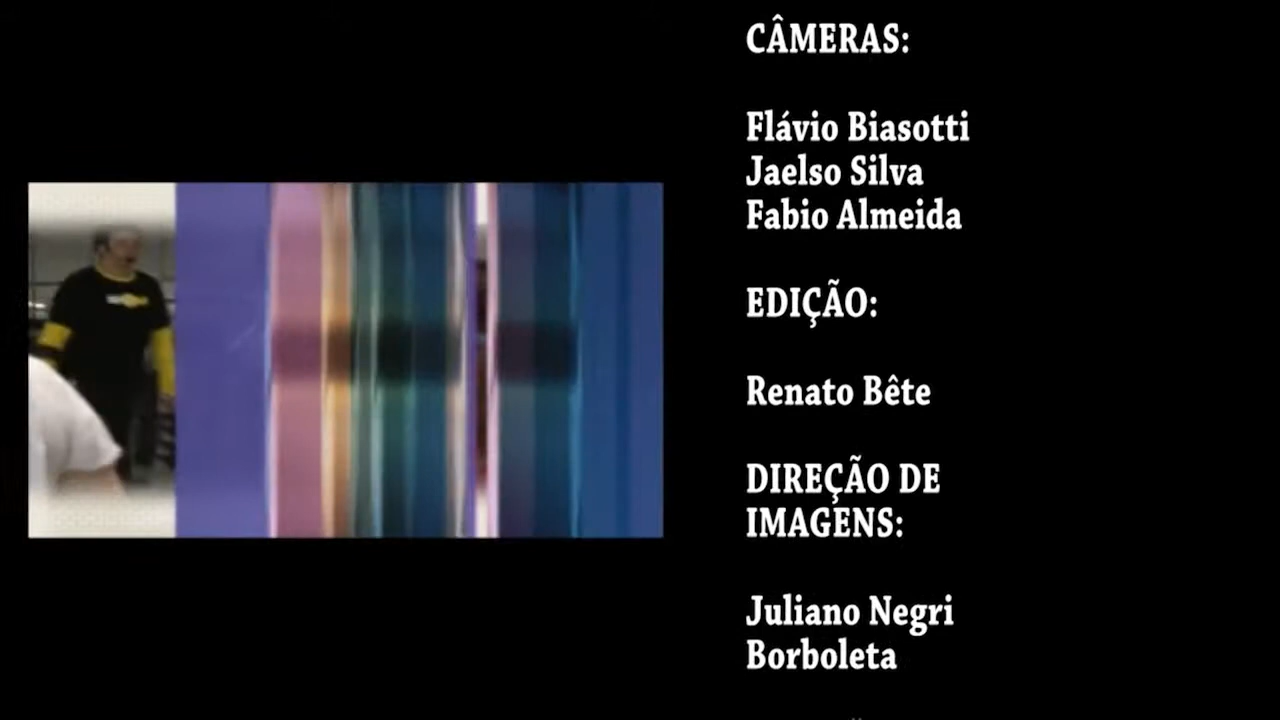 CÂMERAS:
Flávio Biasotti
Jaelso Silva
Fabio Almeida
EDIÇÃO:
Renato Bête
DIREÇÃO DE
IMAGENS:
Juliano Negri
Borboleta